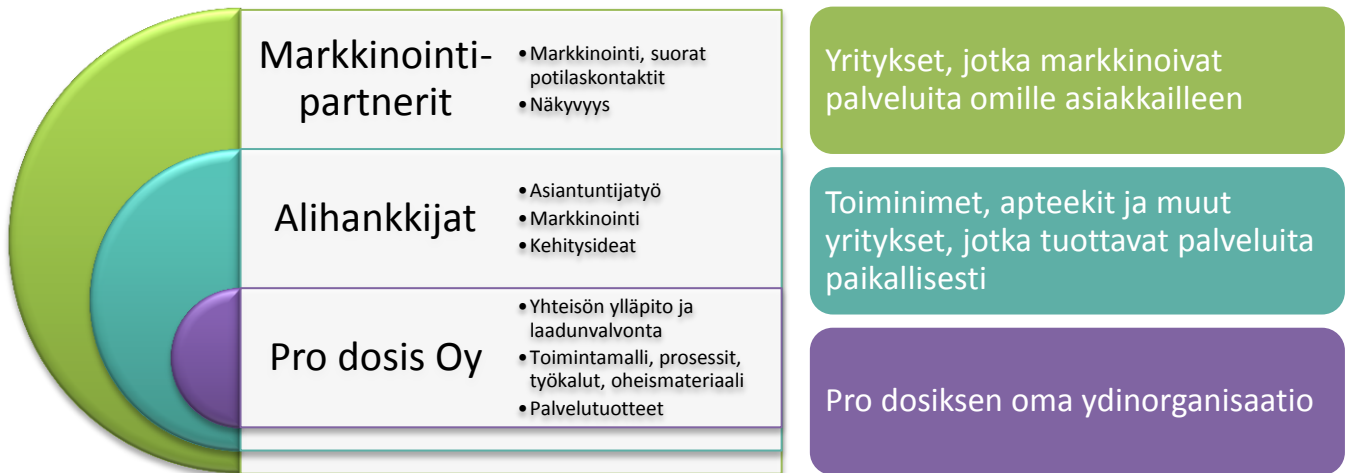 Markkinointi-
partnerit
•Markkinointi, suorat
potilaskontaktit
•Näkyvyys
Yritykset, jotka markkinoivat
palveluita omille asiakkailleen
Alihankkijat
•Asiantuntijatyö
•Markkinointi
•Kehitysideat
Toiminimet, apteekit ja muut
yritykset, jotka tuottavat palveluita
paikallisesti
Pro dosis Oy
•Yhteisön ylläpito ja
laadunvalvonta
•Toimintamalli, prosessit,
työkalut, oheismateriaali
•Palvelutuotteet
Pro dosiksen oma ydinorganisaatio